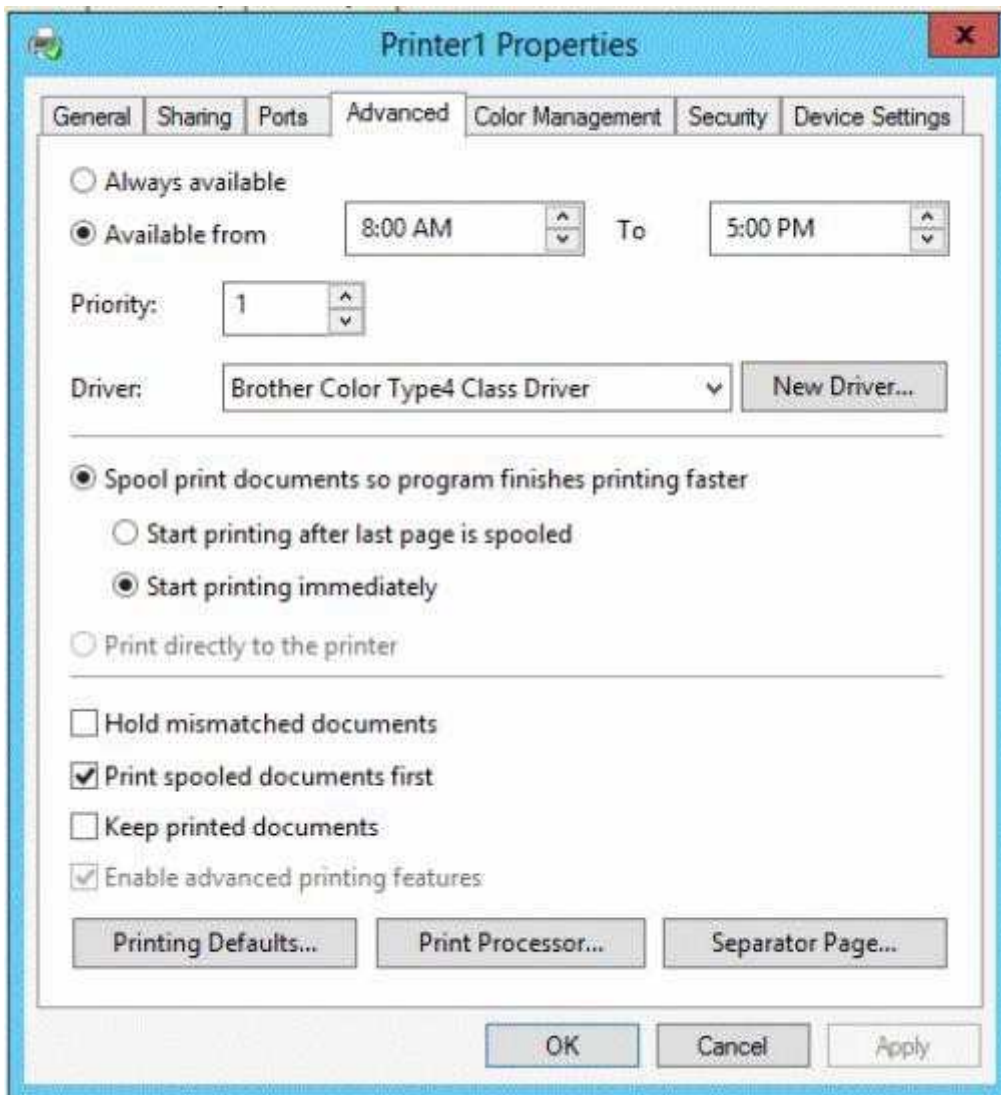 Printer1 Properties
x
General Sharing Ports Advanced Color Management Security Device Settings
Always available
Available from 8:00 AM To 5:00 PM
Priority: 1
Driver: Brother Color Type4 Class Driver New Driver...
Spool print documents so program finishes printing faster
Start printing after last page is spooled
Start printing immediately
Print directly to the printer
Hold mismatched documents
Print spooled documents first
Keep printed documents
Enable advanced printing features
Printing Defaults... Print Processor... Separator Page...
OK Cancel Apply